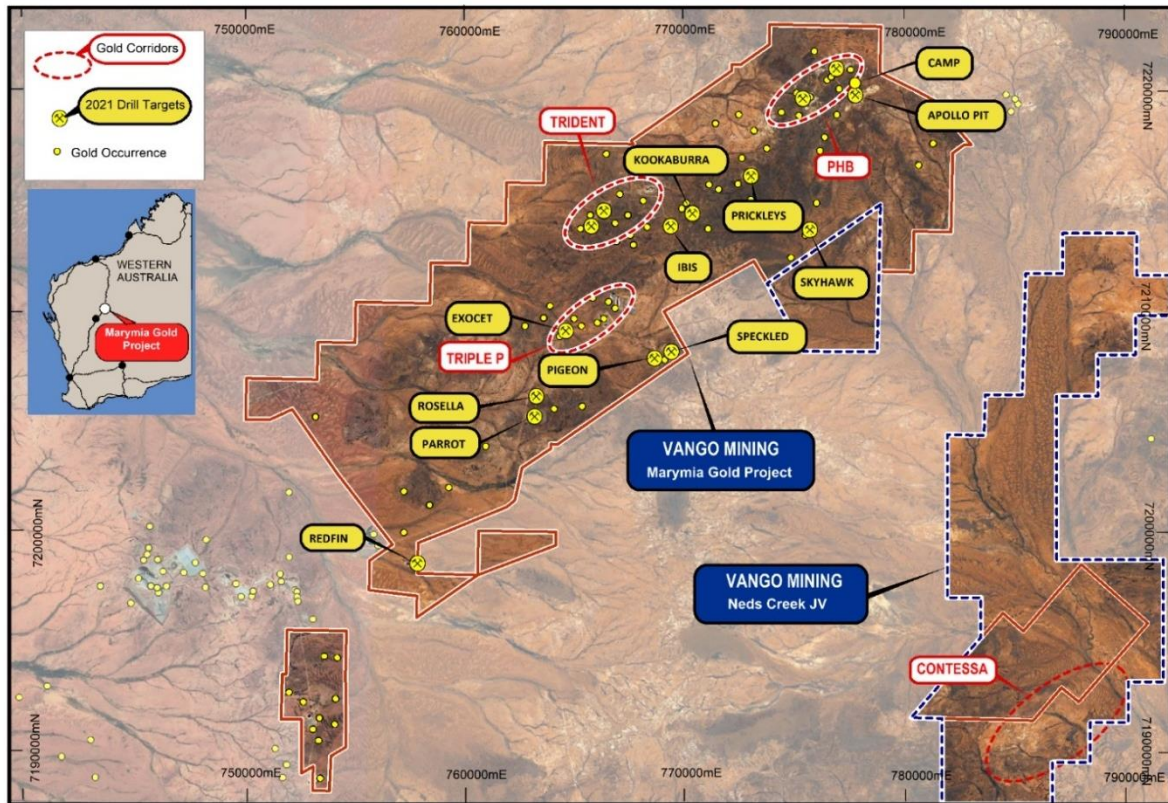 750000mE
760000mE
770000mE
780000mE
790000mE
Gold Corridors
2021 Drill Targets
Gold Occurrence
WESTERN
AUSTRALIA
Marymia Gold
Project
CAMP
7220000mN
APOLLO PIT
TRIDENT
KOOKABURRA
PHB
PRICKLEYS
IBIS
SKYHAWK
7210000mN
EXOCET
TRIPLE P
SPECKLED
PIGEON
ROSELLA
PARROT
VANGO MINING
Marymia Gold Project
7200000mN
7200000mN
REDFIN
VANGO MINING
Neds Creek JV
CONTESSA
7190000mN
7190000mN
750000mE
760000mE
770000mE
780000mE
790000mE